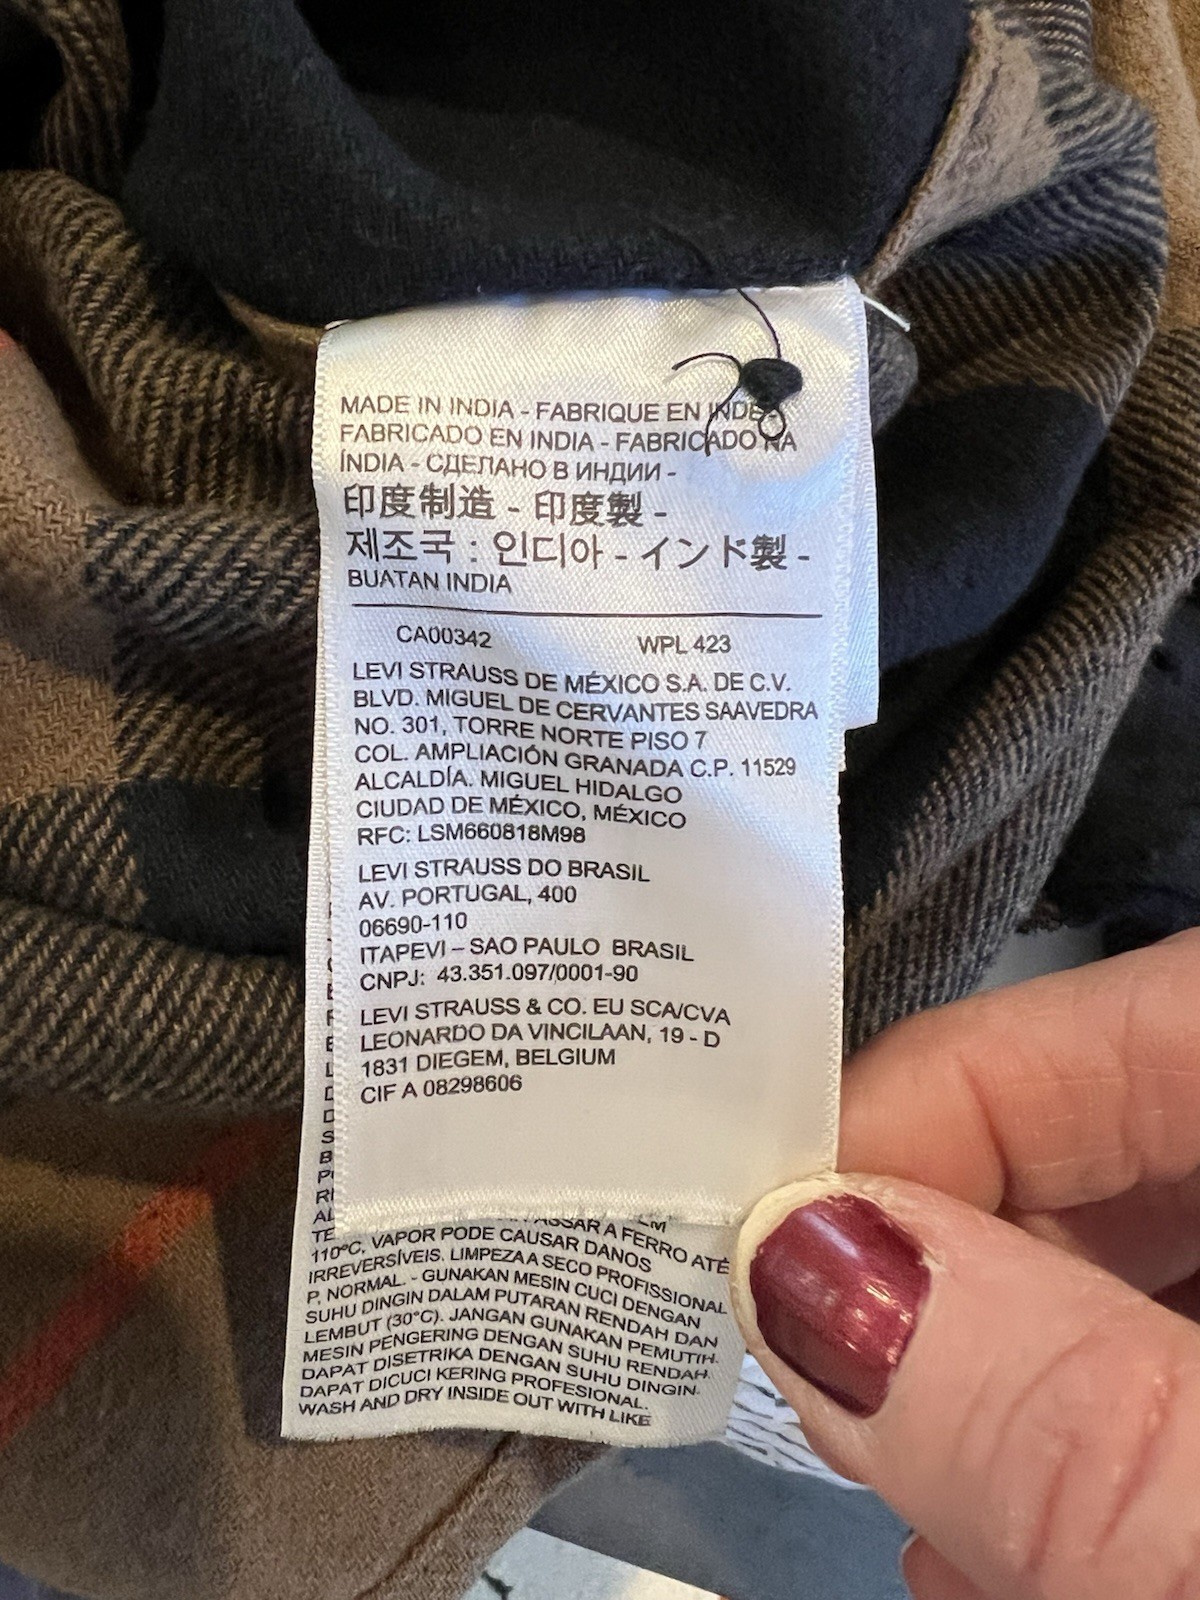 MADE IN INDIA - FABRIQUE EN INDE -
FABRICADO EN INDIA - FABRICADO NA
ÍNDIA - СДЕЛАНО В ИНДИИ -
印度制造 - 印度製 -
제조국 : 인디아 - インド製 -
BUATAN INDIA
CA00342 WPL 423
LEVI STRAUSS DE MÉXICO S.A. DE C.V.
BLVD. MIGUEL DE CERVANTES SAAVEDRA
NO. 301, TORRE NORTE PISO 7
COL. AMPLIACIÓN GRANADA C.P. 11529
ALCALDÍA. MIGUEL HIDALGO
CIUDAD DE MÉXICO, MÉXICO
RFC: LSM660818M98
LEVI STRAUSS DO BRASIL
AV. PORTUGAL, 400
06690-110
ITAPEVI – SAO PAULO BRASIL
CNPJ: 43.351.097/0001-90
LEVI STRAUSS & CO. EU SCA/CVA
LEONARDO DA VINCILAAN, 19 - D
1831 DIEGEM, BELGIUM
CIF A 08298606
TE PASSAR A FERRO ATÉ
110ºC, VAPOR PODE CAUSAR DANOS
IRREVERSÍVEIS. LIMPEZA A SECO PROFISSIONAL
P, NORMAL. - GUNAKAN MESIN CUCI DENGAN
SUHU DINGIN DALAM PUTARAN RENDAH DAN
LEMBUT (30°C). JANGAN GUNAKAN PEMUTIH.
MESIN PENGERING DENGAN SUHU RENDAH.
DAPAT DISETRIKA DENGAN SUHU DINGIN.
DAPAT DICUCI KERING PROFESIONAL.
WASH AND DRY INSIDE OUT WITH LIKE